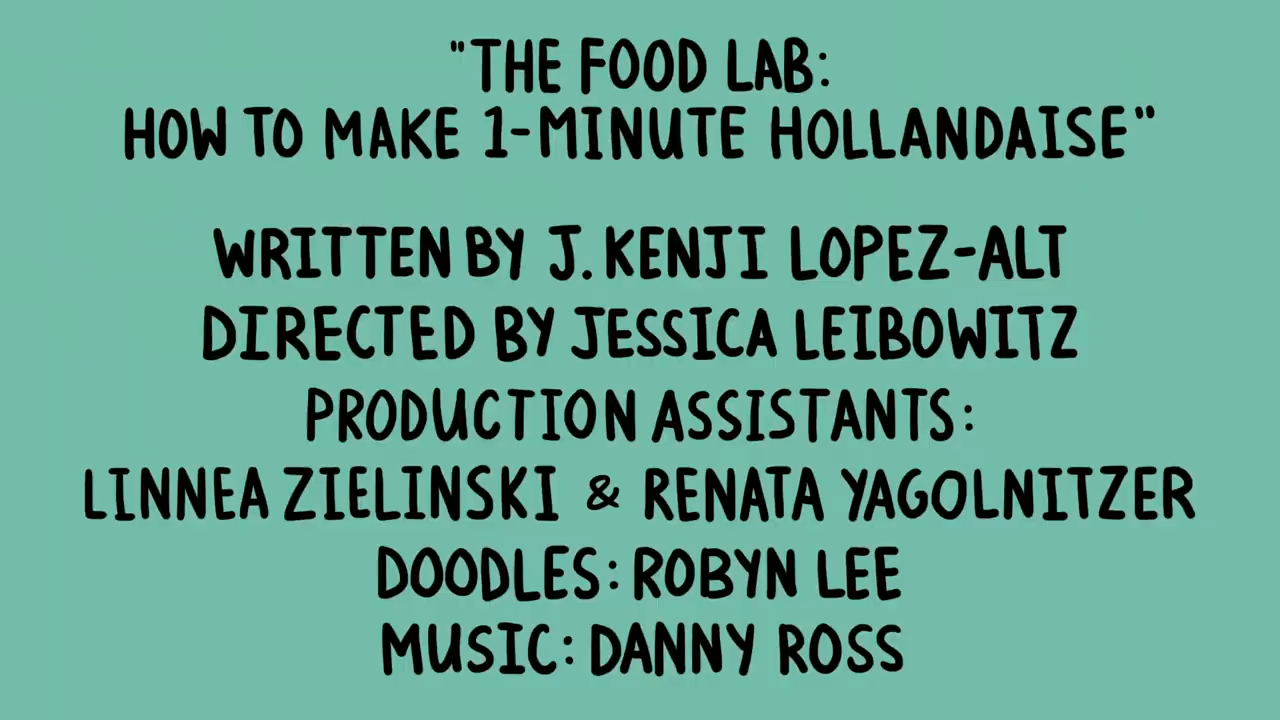 "THE FOOD LAB:
HOW TO MAKE 1-MINUTE HOLLANDAISE"
WRITTEN BY J. KENJI LOPEZ-ALT
DIRECTED BY JESSICA LEIBOWITZ
PRODUCTION ASSISTANTS:
LINNEA ZIELINSKI & RENATA YAGOLNITZER
DOODLES: ROBYN LEE
MUSIC: DANNY ROSS